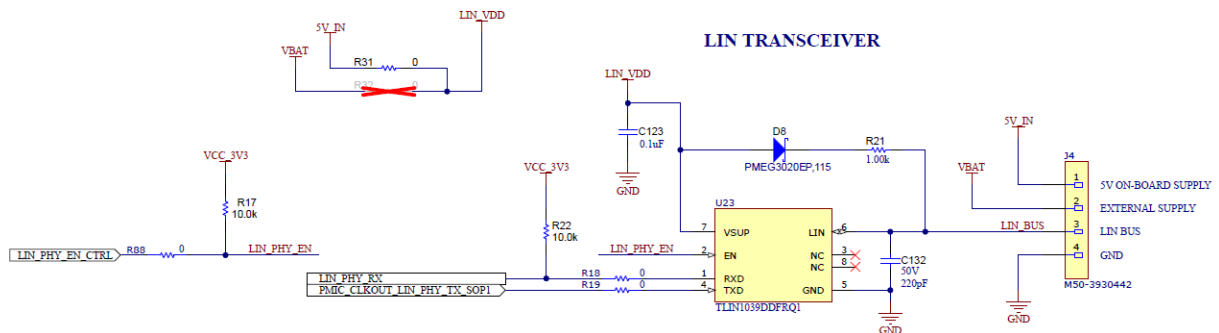 LIN_VDD
5V_IN
VBAT
R31 0
R32 0
LIN TRANSCEIVER
LIN_VDD
C123
0.1uF
GND
D8
PMEG3020EP,115
R21
1.00k
VCC_3V3
R17
10.0k
LIN_PHY_EN_CTRL R88 0 LIN_PHY_EN
VCC_3V3
R22
10.0k
LIN_PHY_EN
LIN_PHY_RX R18 0
PMIC_CLKOUT_LIN_PHY_TX_SOP1 R19 0
U23
7 VSUP LIN 6
2 EN NC 3
NC 8
1 RXD
4 TXD GND 5
TLIN1039DDFRQ1
C132
50V
220pF
GND
5V_IN
VBAT
LIN_BUS
GND
J4
1 5V ON-BOARD SUPPLY
2 EXTERNAL SUPPLY
3 LIN BUS
4 GND
M50-3930442